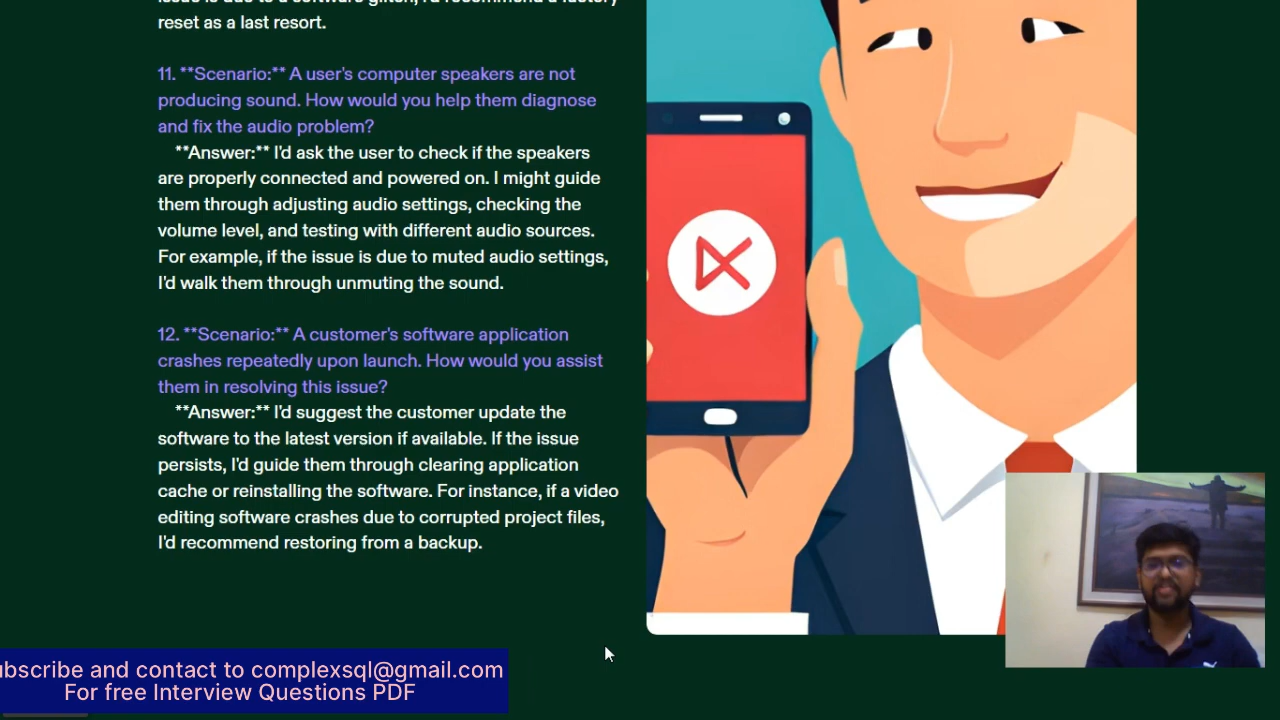 reset as a last resort.
11. **Scenario:** A user's computer speakers are not
producing sound. How would you help them diagnose
and fix the audio problem?
**Answer:** I'd ask the user to check if the speakers
are properly connected and powered on. I might guide
them through adjusting audio settings, checking the
volume level, and testing with different audio sources.
For example, if the issue is due to muted audio settings,
I'd walk them through unmuting the sound.
12. **Scenario:** A customer's software application
crashes repeatedly upon launch. How would you assist
them in resolving this issue?
**Answer:** I'd suggest the customer update the
software to the latest version if available. If the issue
persists, I'd guide them through clearing application
cache or reinstalling the software. For instance, if a video
editing software crashes due to corrupted project files,
I'd recommend restoring from a backup.
ubscribe and contact to complexsql@gmail.com
For free Interview Questions PDF